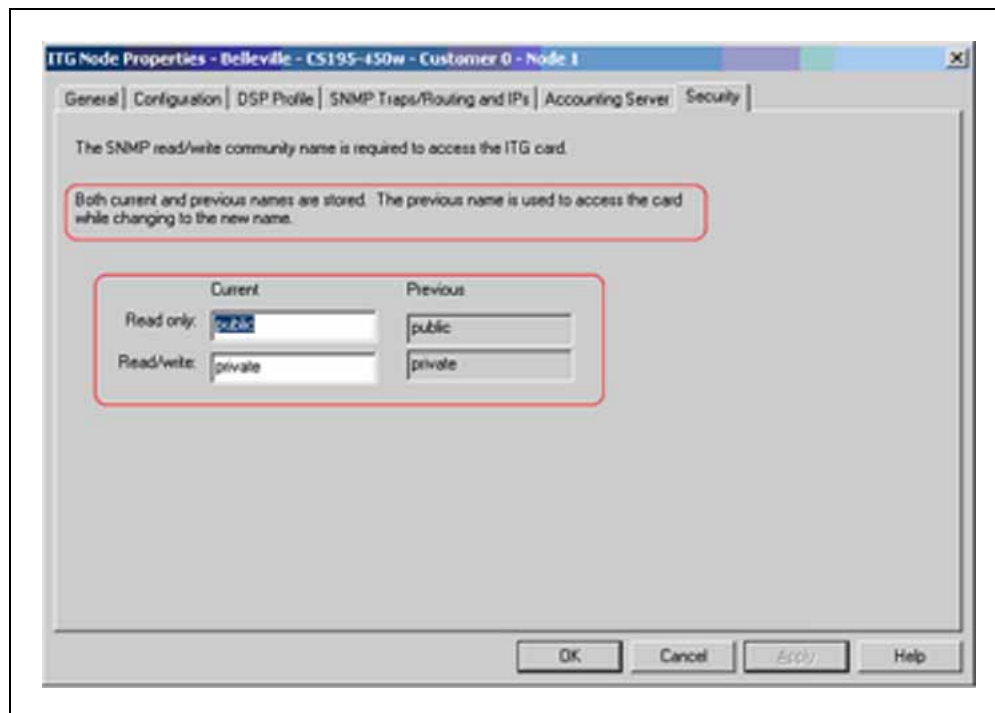 ITG Node Properties - Belleville - CS195-450w - Customer 0 - Node 1
General Configuration DSP Profile SNMP Traps/Routing and IPs Accounting Server Security
The SNMP read/write community name is required to access the ITG card.
Both current and previous names are stored. The previous name is used to access the card
while changing to the new name.
Current Previous
Read only: public public
Read/write: private private
OK Cancel Apply Help